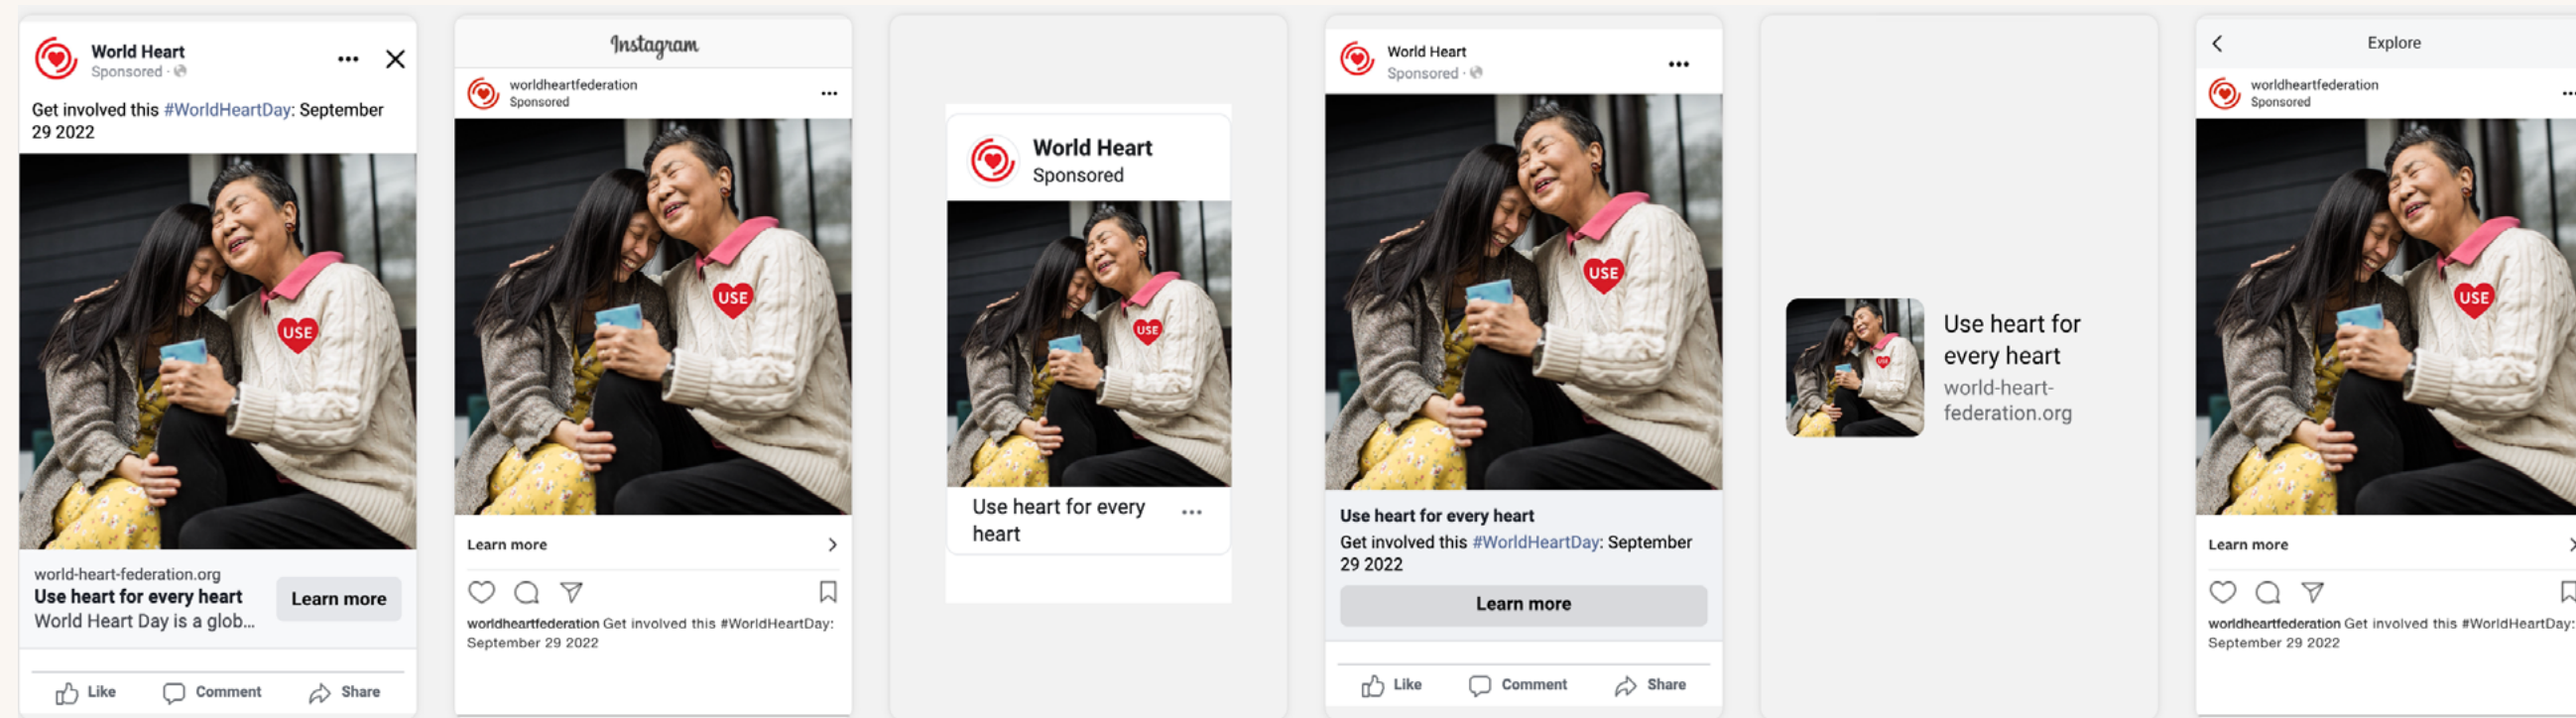 World Heart
Sponsored ·
Get involved this #WorldHeartDay: September
29 2022
USE
world-heart-federation.org
Use heart for every heart
World Heart Day is a glob...
Learn more
Like
Comment
Share
Instagram
worldheartfederation
Sponsored
USE
Learn more
worldheartfederation Get involved this #WorldHeartDay:
September 29 2022
World Heart
Sponsored
USE
Use heart for every
heart
World Heart
Sponsored ·
USE
Use heart for every heart
Get involved this #WorldHeartDay: September
29 2022
Learn more
Like
Comment
Share
USE
Use heart for
every heart
world-heart-
federation.org
Explore
worldheartfederation
Sponsored
USE
Learn more
worldheartfederation Get involved this #WorldHeartDay:
September 29 2022